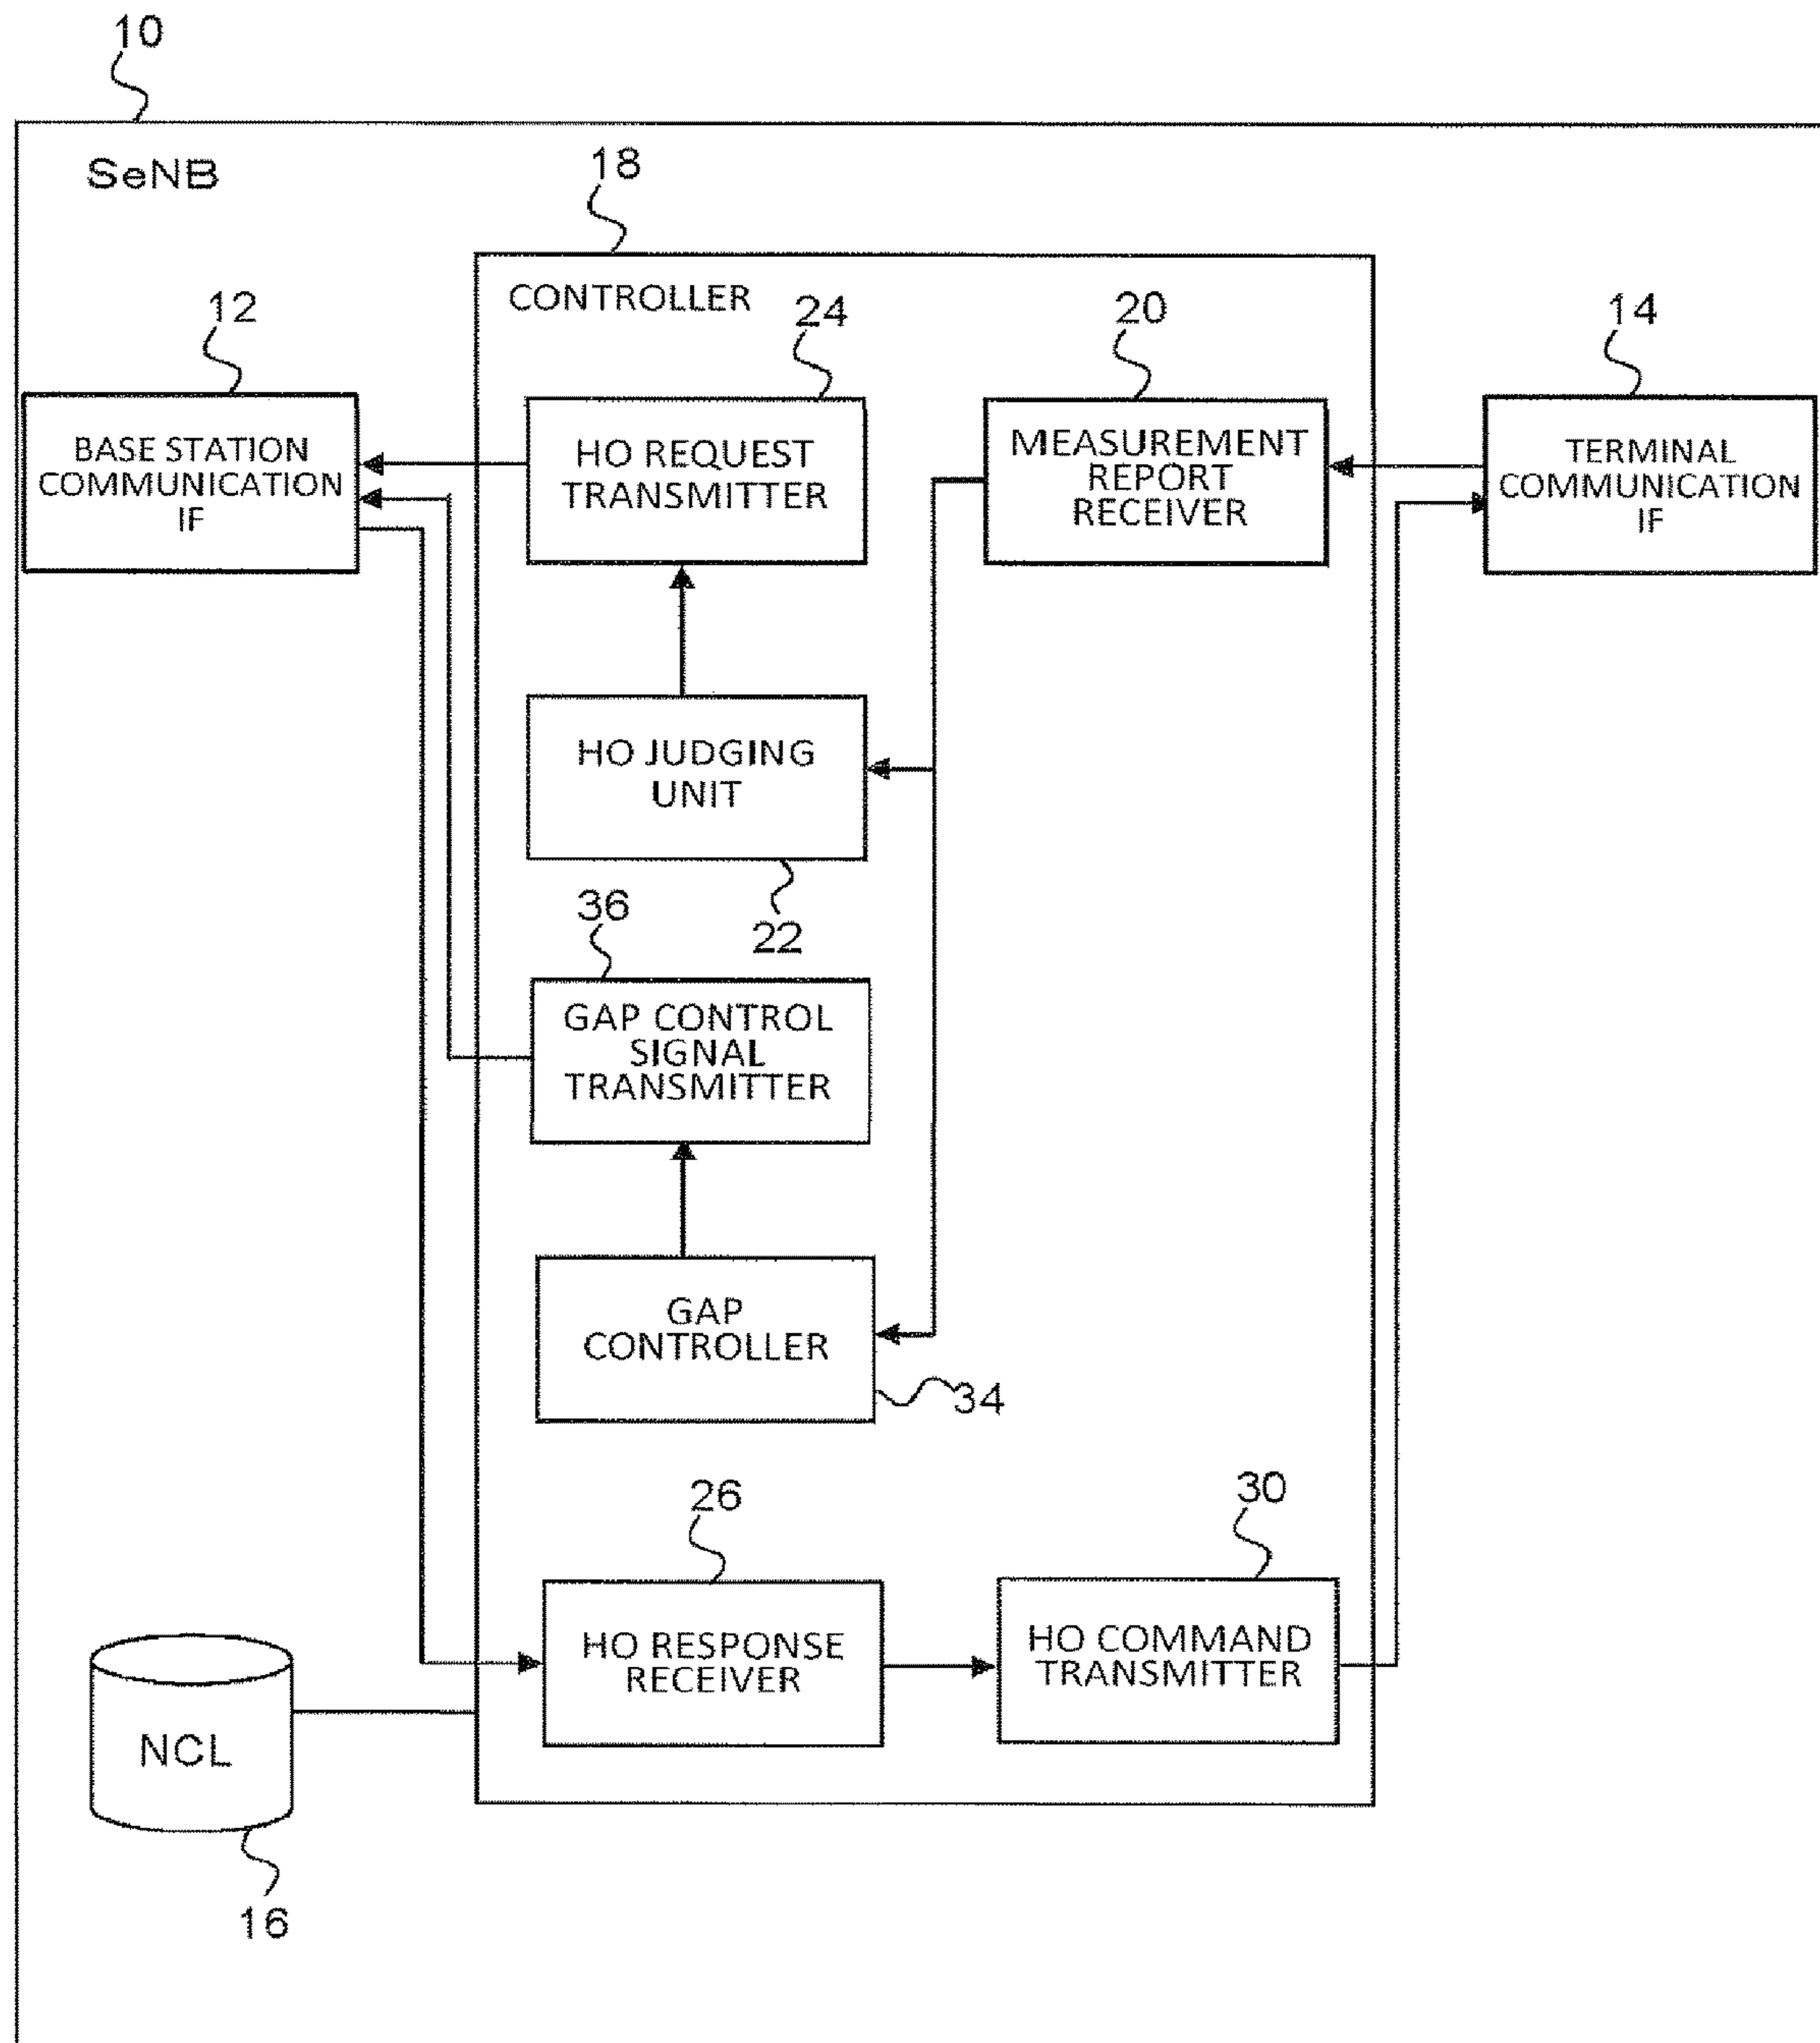 10
SeNB
18
CONTROLLER
12
24
20
14
BASE STATION
COMMUNICATION
IF
HO REQUEST
TRANSMITTER
MEASUREMENT
REPORT
RECEIVER
TERMINAL
COMMUNICATION
IF
HO JUDGING
UNIT
22
36
GAP CONTROL
SIGNAL
TRANSMITTER
GAP
CONTROLLER
34
26
30
HO RESPONSE
RECEIVER
HO COMMAND
TRANSMITTER
NCL
16